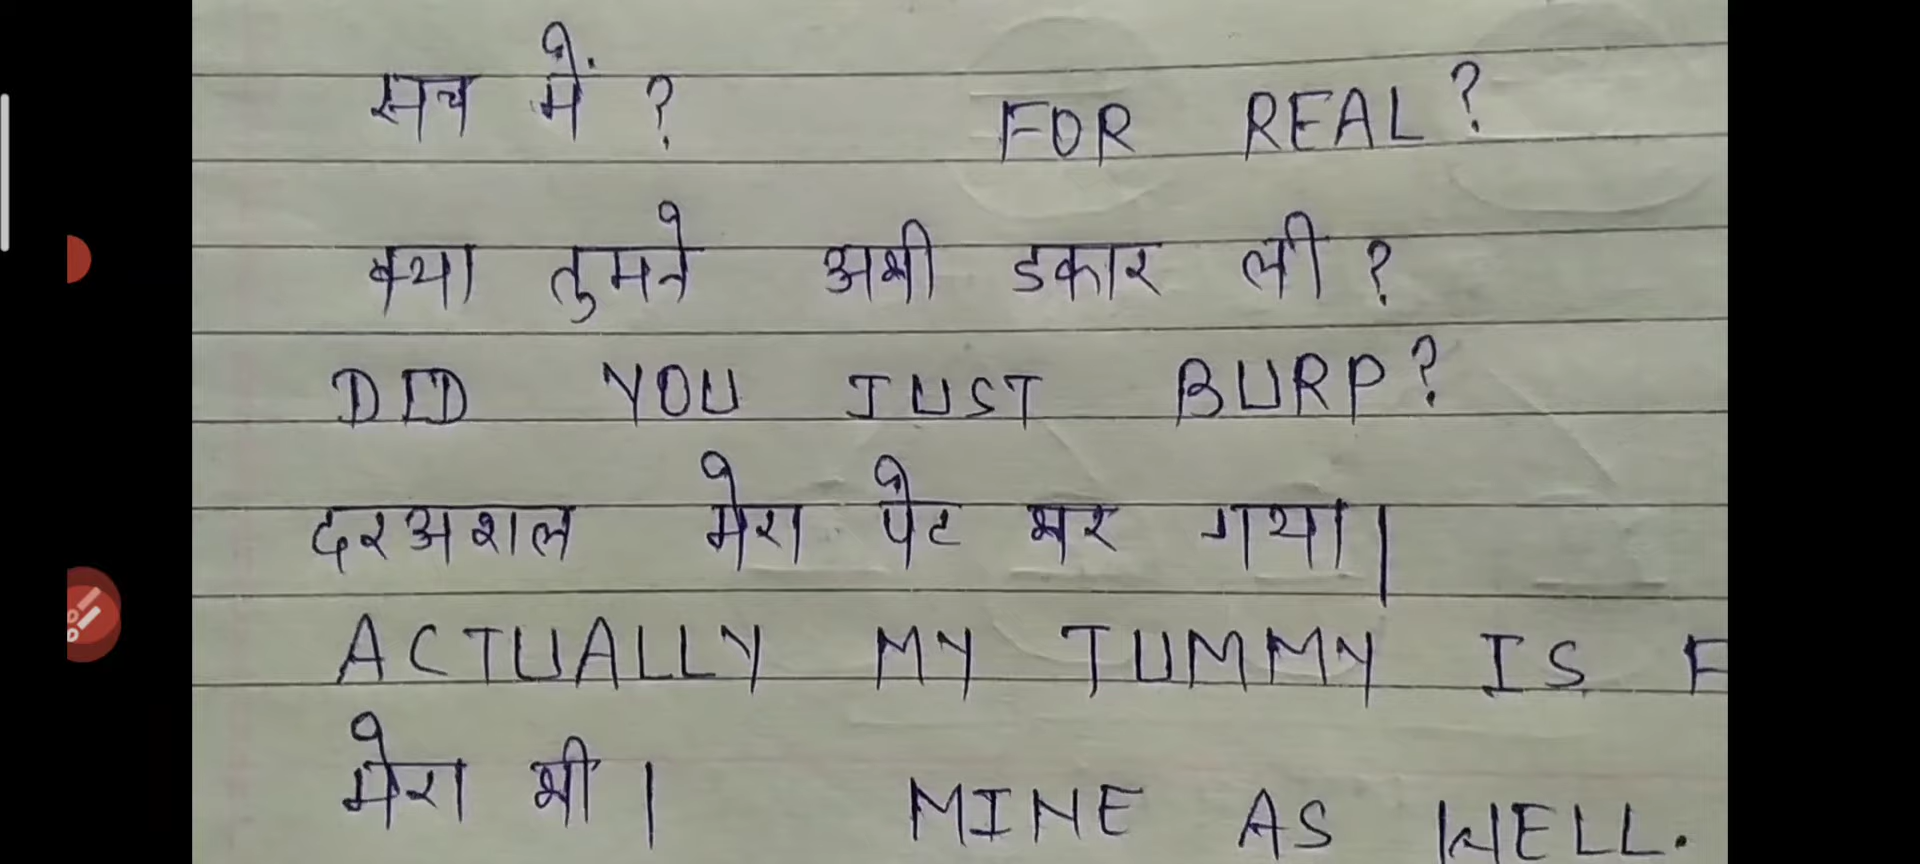 सच में ? FOR REAL?
क्या तुमने अभी डकार ली ?
DID YOU JUST BURP?
दरअशल मेरा पेट भर गया।
ACTUALLY MY TUMMY IS F
मेरा भी। MINE AS WELL.